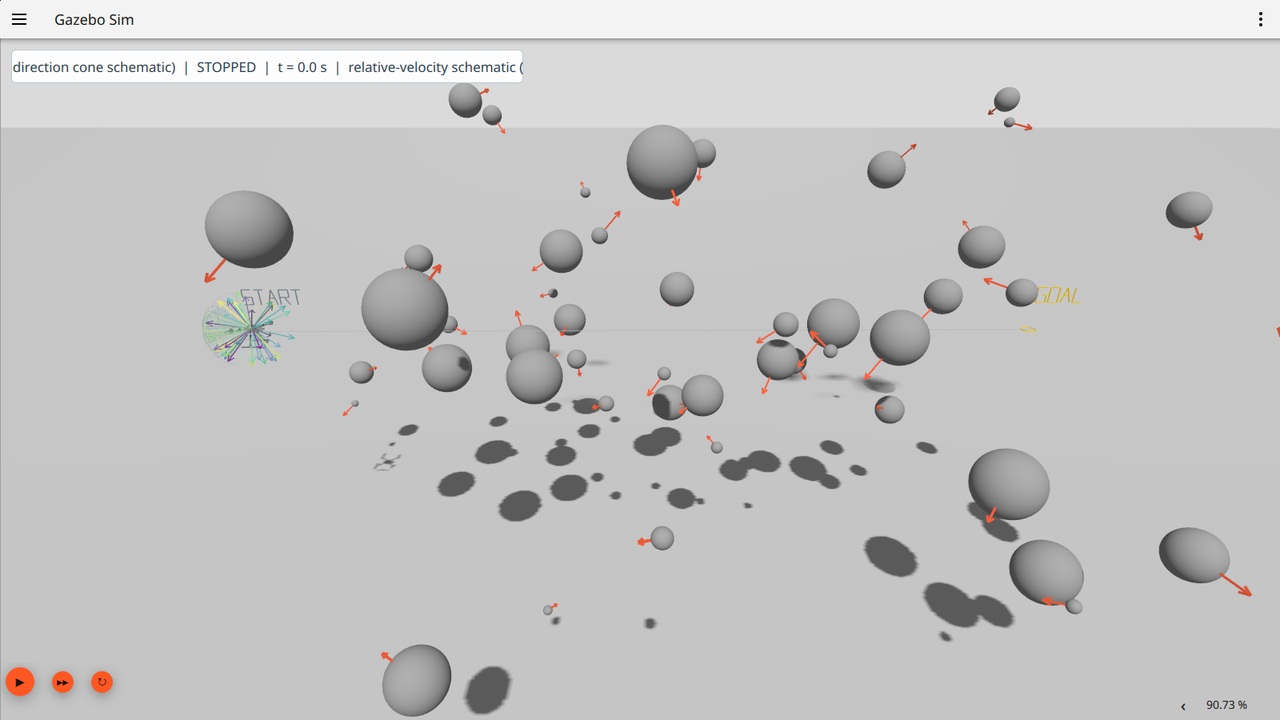 Gazebo Sim
direction cone schematic) | STOPPED | t = 0.0 s | relative-velocity schematic (
START
GOAL
90.73 %